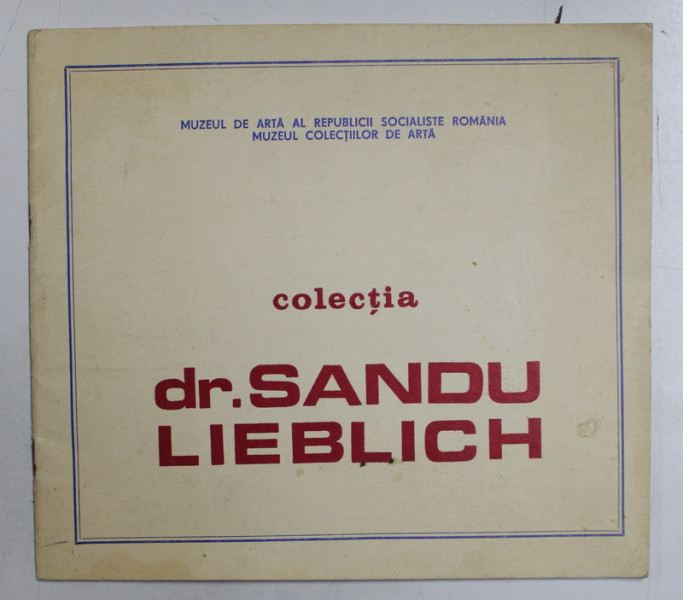 MUZEUL DE ARTĂ AL REPUBLICII SOCIALISTE ROMÂNIA
MUZEUL COLECȚIILOR DE ARTĂ
colecția
dr. SANDU
LIEBLICH